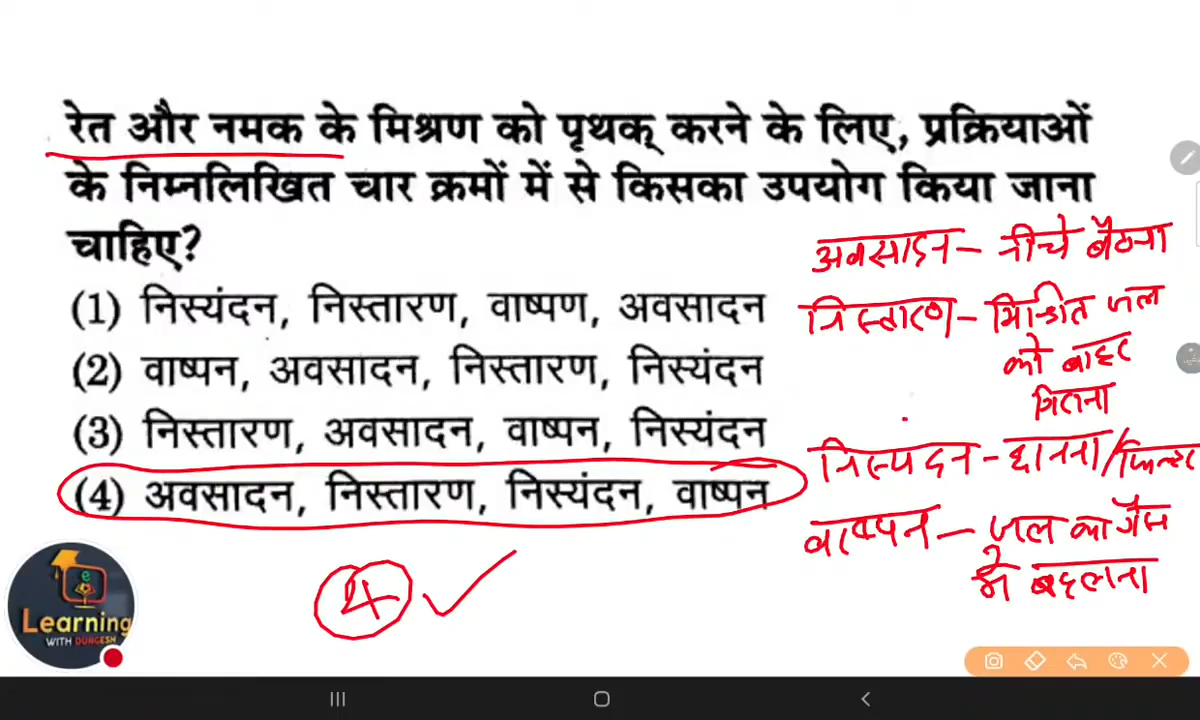 रेत और नमक के मिश्रण को पृथक् करने के लिए, प्रक्रियाओं
के निम्नलिखित चार क्रमों में से किसका उपयोग किया जाना
चाहिए?
(1) निस्यंदन, निस्तारण, वाष्पण, अवसादन
(2) वाष्पन, अवसादन, निस्तारण, निस्यंदन
(3) निस्तारण, अवसादन, वाष्पन, निस्यंदन
(4) अवसादन, निस्तारण, निस्यंदन, वाष्पन
अवसादन – नीचे बैठना
निस्तारण – मिश्रित जल
को बाहर
निस्पंदन – छानना/फिल्टर
वाष्पन – जल का गैस
में बदलना
4
e
Learning
WITH DURGESH